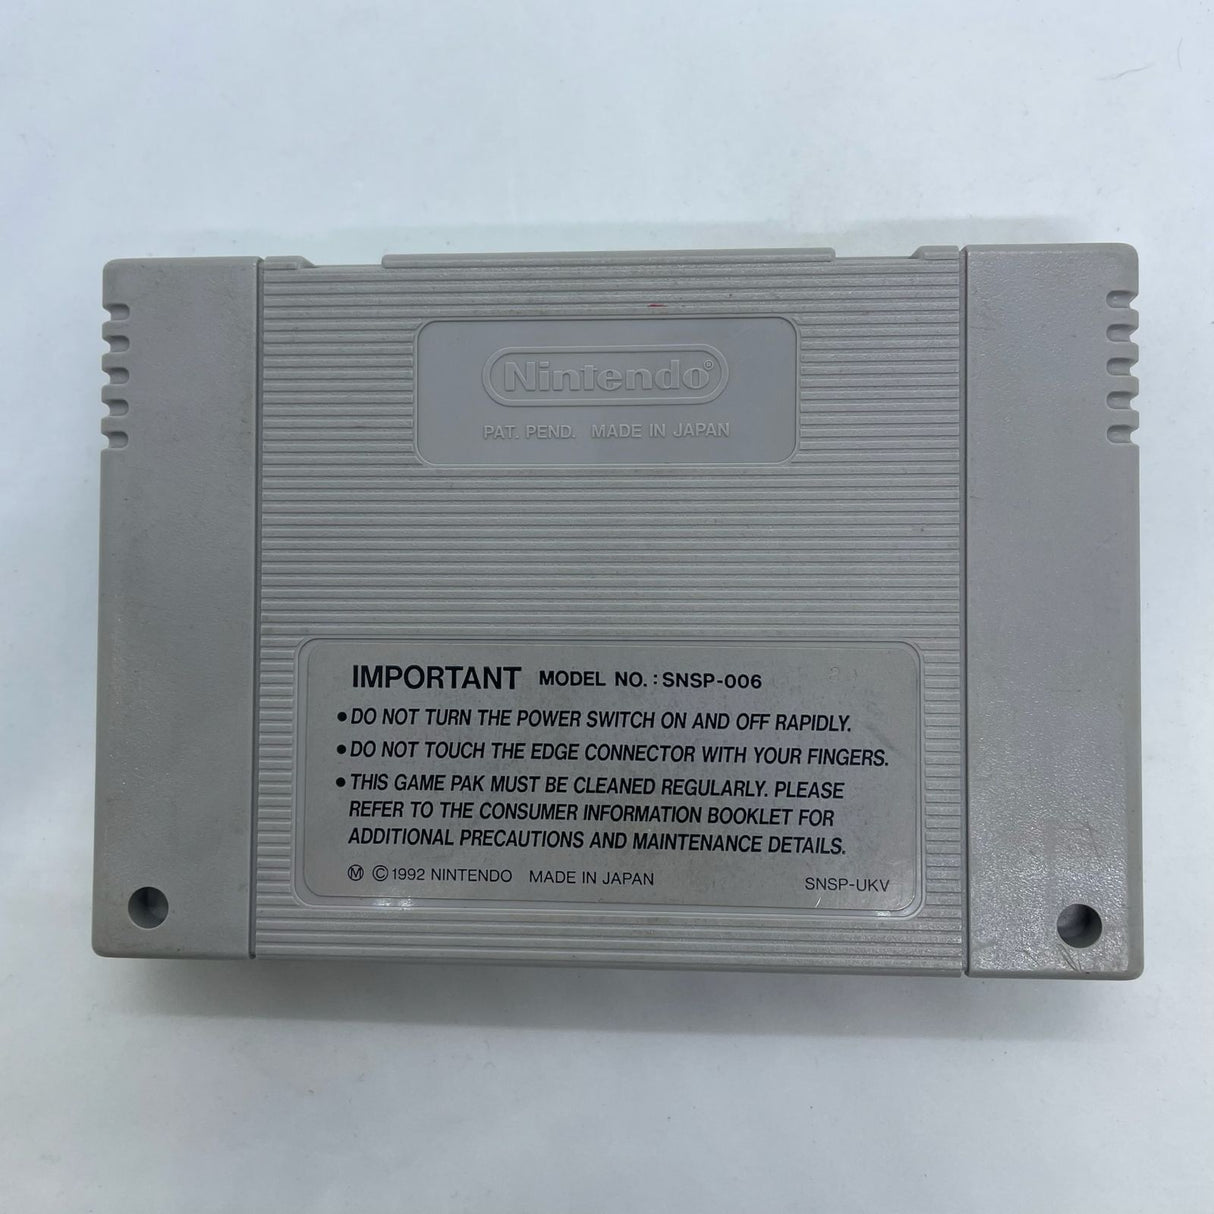 Nintendo®
PAT. PEND. MADE IN JAPAN
IMPORTANT MODEL NO. : SNSP-006
•DO NOT TURN THE POWER SWITCH ON AND OFF RAPIDLY.
•DO NOT TOUCH THE EDGE CONNECTOR WITH YOUR FINGERS.
•THIS GAME PAK MUST BE CLEANED REGULARLY. PLEASE
REFER TO THE CONSUMER INFORMATION BOOKLET FOR
ADDITIONAL PRECAUTIONS AND MAINTENANCE DETAILS.
Ⓜ ©1992 NINTENDO MADE IN JAPAN SNSP-UKV